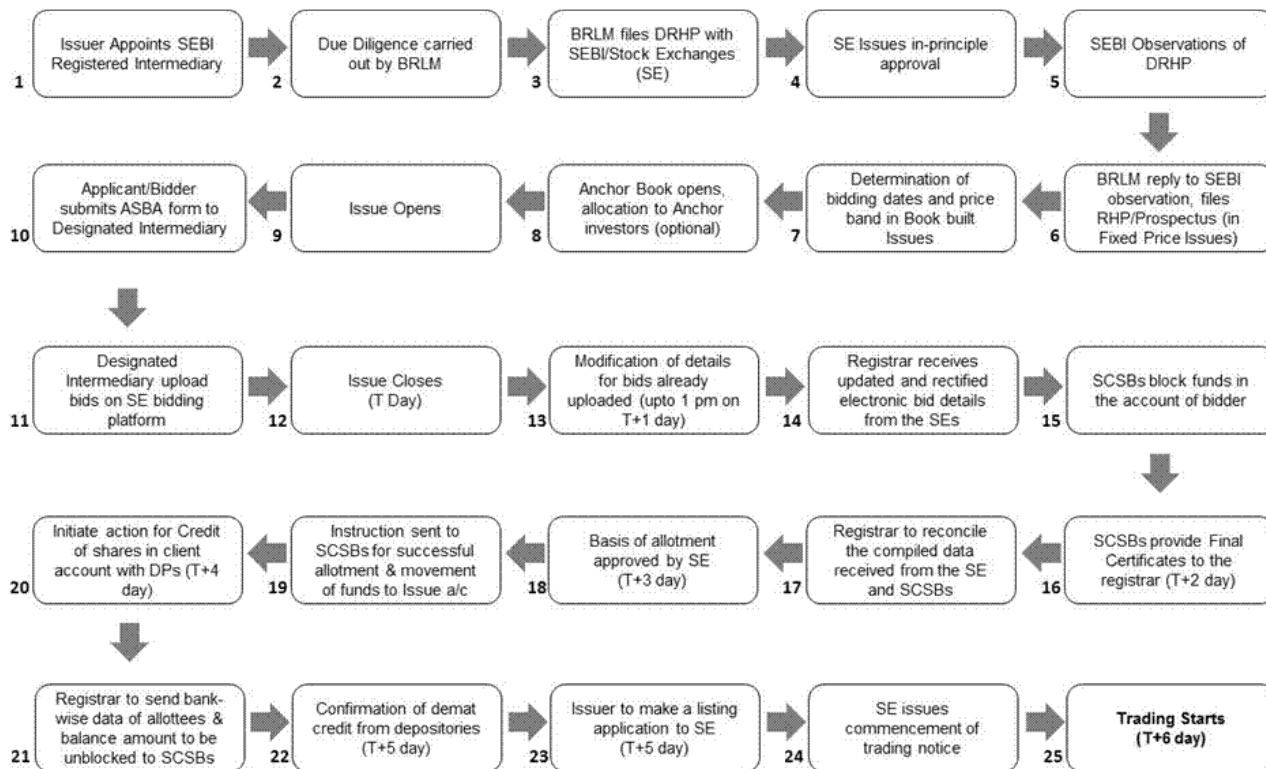 Issuer Appoints SEBI
Registered Intermediary
1
Due Diligence carried
out by BRLM
2
BRLM files DRHP with
SEBI/Stock Exchanges
(SE)
3
SE Issues in-principle
approval
4
SEBI Observations of
DRHP
5
BRLM reply to SEBI
observation, files
RHP/Prospectus (in
Fixed Price Issues)
6
Determination of
bidding dates and price
band in Book built
Issues
7
Anchor Book opens,
allocation to Anchor
investors (optional)
8
Issue Opens
9
Applicant/Bidder
submits ASBA form to
Designated Intermediary
10
Designated
Intermediary upload
bids on SE bidding
platform
11
Issue Closes
(T Day)
12
Modification of details
for bids already
uploaded (upto 1 pm on
T+1 day)
13
Registrar receives
updated and rectified
electronic bid details
from the SEs
14
SCSBs block funds in
the account of bidder
15
SCSBs provide Final
Certificates to the
registrar (T+2 day)
16
Registrar to reconcile
the compiled data
received from the SE
and SCSBs
17
Basis of allotment
approved by SE
(T+3 day)
18
Instruction sent to
SCSBs for successful
allotment & movement
of funds to Issue a/c
19
Initiate action for Credit
of shares in client
account with DPs (T+4
day)
20
Registrar to send bank-
wise data of allottees &
balance amount to be
unblocked to SCSBs
21
Confirmation of demat
credit from depositories
(T+5 day)
22
Issuer to make a listing
application to SE
(T+5 day)
23
SE issues
commencement of
trading notice
24
Trading Starts
(T+6 day)
25